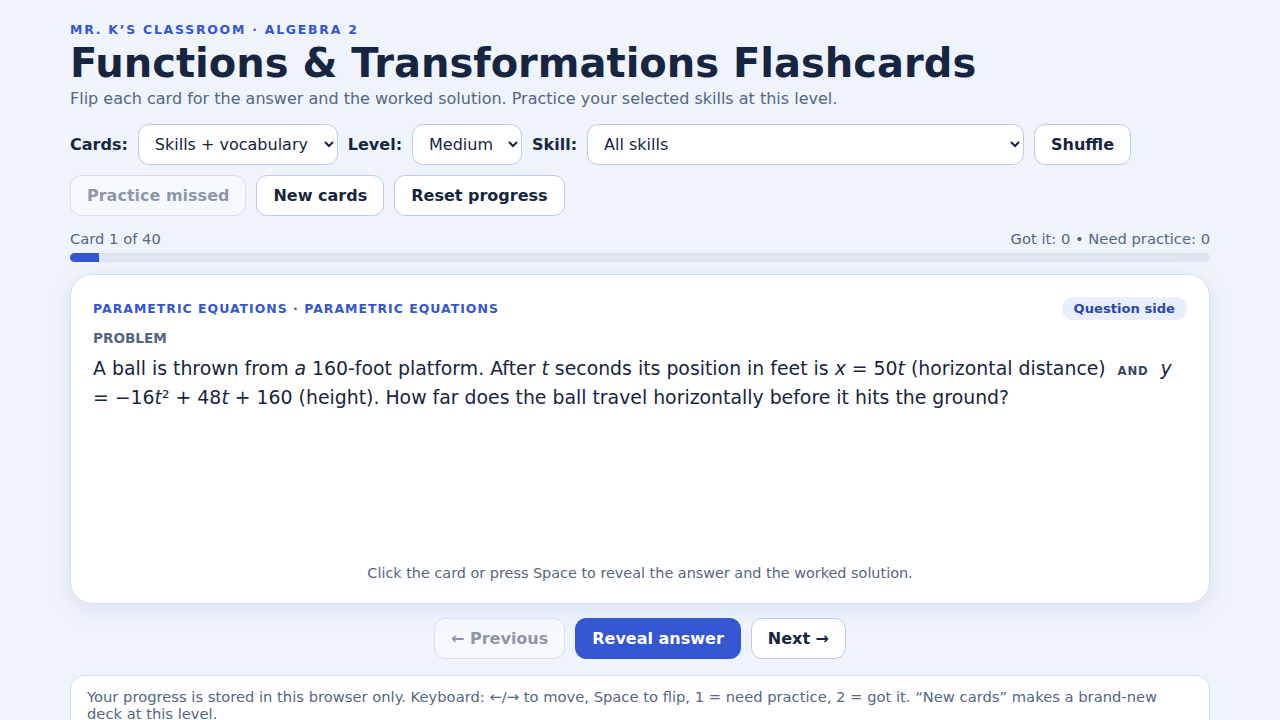 MR. K’S CLASSROOM · ALGEBRA 2
Functions & Transformations Flashcards
Flip each card for the answer and the worked solution. Practice your selected skills at this level.
Cards: Skills + vocabulary Level: Medium Skill: All skills Shuffle
Practice missed New cards Reset progress
Card 1 of 40 Got it: 0 • Need practice: 0
PARAMETRIC EQUATIONS · PARAMETRIC EQUATIONS Question side
PROBLEM
A ball is thrown from a 160-foot platform. After t seconds its position in feet is x = 50t (horizontal distance) AND y
= −16t² + 48t + 160 (height). How far does the ball travel horizontally before it hits the ground?
Click the card or press Space to reveal the answer and the worked solution.
← Previous Reveal answer Next →
Your progress is stored in this browser only. Keyboard: ←/→ to move, Space to flip, 1 = need practice, 2 = got it. “New cards” makes a brand-new
deck at this level.